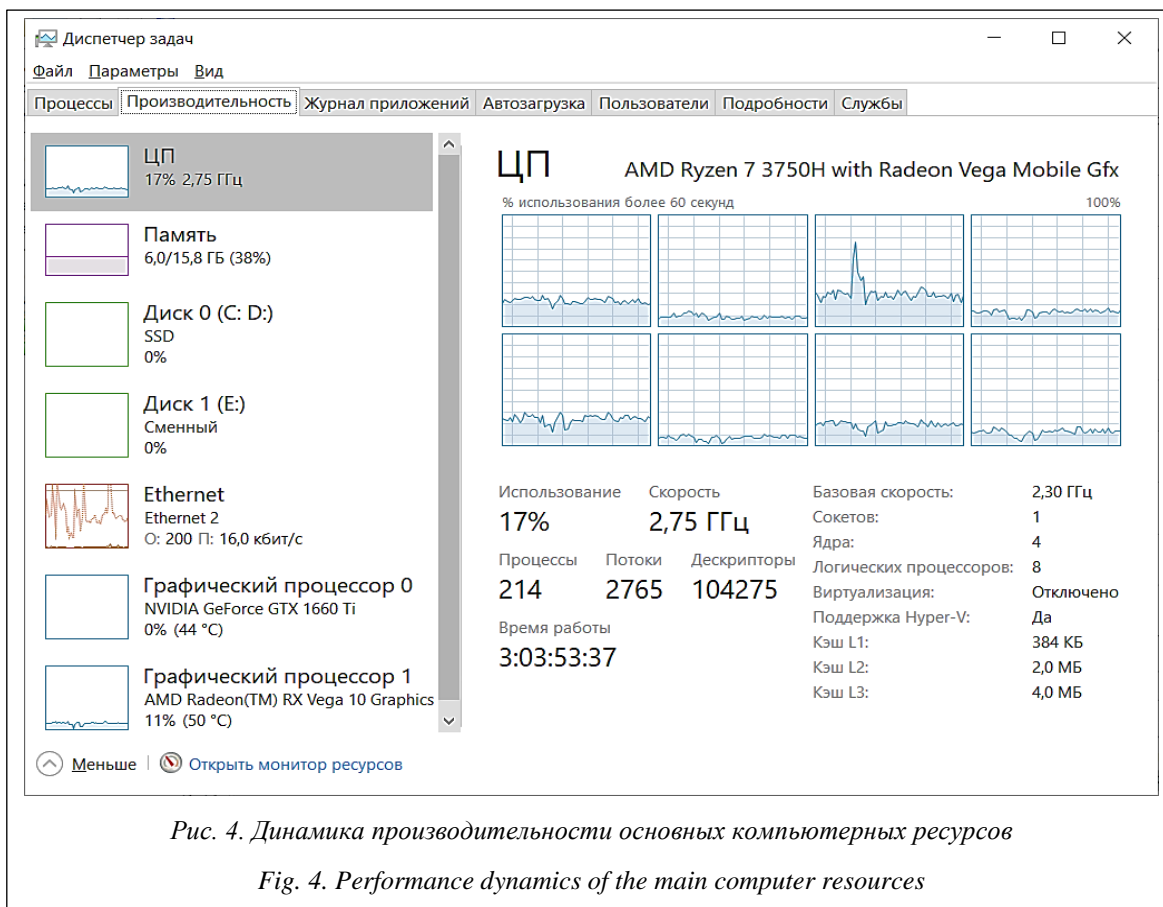 Диспетчер задач
Файл Параметры Вид
Процессы Производительность Журнал приложений Автозагрузка Пользователи Подробности Службы
ЦП
17% 2,75 ГГц
Память
6,0/15,8 ГБ (38%)
Диск 0 (C: D:)
SSD
0%
Диск 1 (E:)
Сменный
0%
Ethernet
Ethernet 2
О: 200 П: 16,0 кбит/с
Графический процессор 0
NVIDIA GeForce GTX 1660 Ti
0% (44 °C)
Графический процессор 1
AMD Radeon(TM) RX Vega 10 Graphics
11% (50 °C)
ЦП AMD Ryzen 7 3750H with Radeon Vega Mobile Gfx
% использования более 60 секунд 100%
Использование Скорость
17% 2,75 ГГц
Процессы Потоки Дескрипторы
214 2765 104275
Время работы
3:03:53:37
Базовая скорость: 2,30 ГГц
Сокетов: 1
Ядра: 4
Логических процессоров: 8
Виртуализация: Отключено
Поддержка Hyper-V: Да
Кэш L1: 384 КБ
Кэш L2: 2,0 МБ
Кэш L3: 4,0 МБ
Меньше Открыть монитор ресурсов
Рис. 4. Динамика производительности основных компьютерных ресурсов
Fig. 4. Performance dynamics of the main computer resources